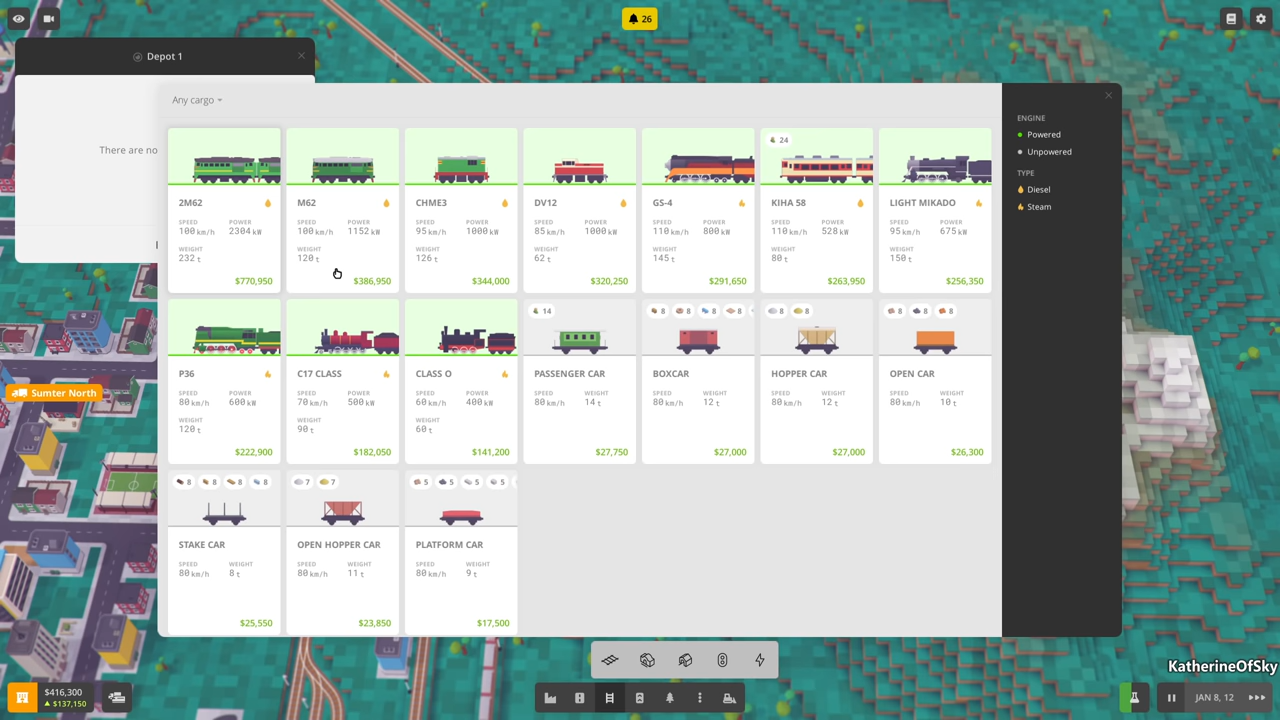 26
Depot 1
There are no
Any cargo
ENGINE
Powered
Unpowered
TYPE
Diesel
Steam
2M62
SPEED POWER
100 km/h 2304 kW
WEIGHT
232 t
$770,950
M62
SPEED POWER
100 km/h 1152 kW
WEIGHT
120 t
$386,950
CHME3
SPEED POWER
95 km/h 1000 kW
WEIGHT
126 t
$344,000
DV12
SPEED POWER
85 km/h 1000 kW
WEIGHT
62 t
$320,250
GS-4
SPEED POWER
110 km/h 800 kW
WEIGHT
145 t
$291,650
24
KIHA 58
SPEED POWER
110 km/h 528 kW
WEIGHT
80 t
$263,950
LIGHT MIKADO
SPEED POWER
95 km/h 675 kW
WEIGHT
150 t
$256,350
P36
SPEED POWER
80 km/h 600 kW
WEIGHT
120 t
$222,900
C17 CLASS
SPEED POWER
70 km/h 500 kW
WEIGHT
90 t
$182,050
CLASS O
SPEED POWER
60 km/h 400 kW
WEIGHT
60 t
$141,200
14
PASSENGER CAR
SPEED WEIGHT
80 km/h 14 t
$27,750
8 8 8 8
BOXCAR
SPEED WEIGHT
80 km/h 12 t
$27,000
8 8
HOPPER CAR
SPEED WEIGHT
80 km/h 12 t
$27,000
8 8 8
OPEN CAR
SPEED WEIGHT
80 km/h 10 t
$26,300
8 8 8 8
STAKE CAR
SPEED WEIGHT
80 km/h 8 t
$25,550
7 7
OPEN HOPPER CAR
SPEED WEIGHT
80 km/h 11 t
$23,850
5 5 5 5
PLATFORM CAR
SPEED WEIGHT
80 km/h 9 t
$17,500
Sumter North
KatherineOfSky
$416,300
$137,150
JAN 8, 12